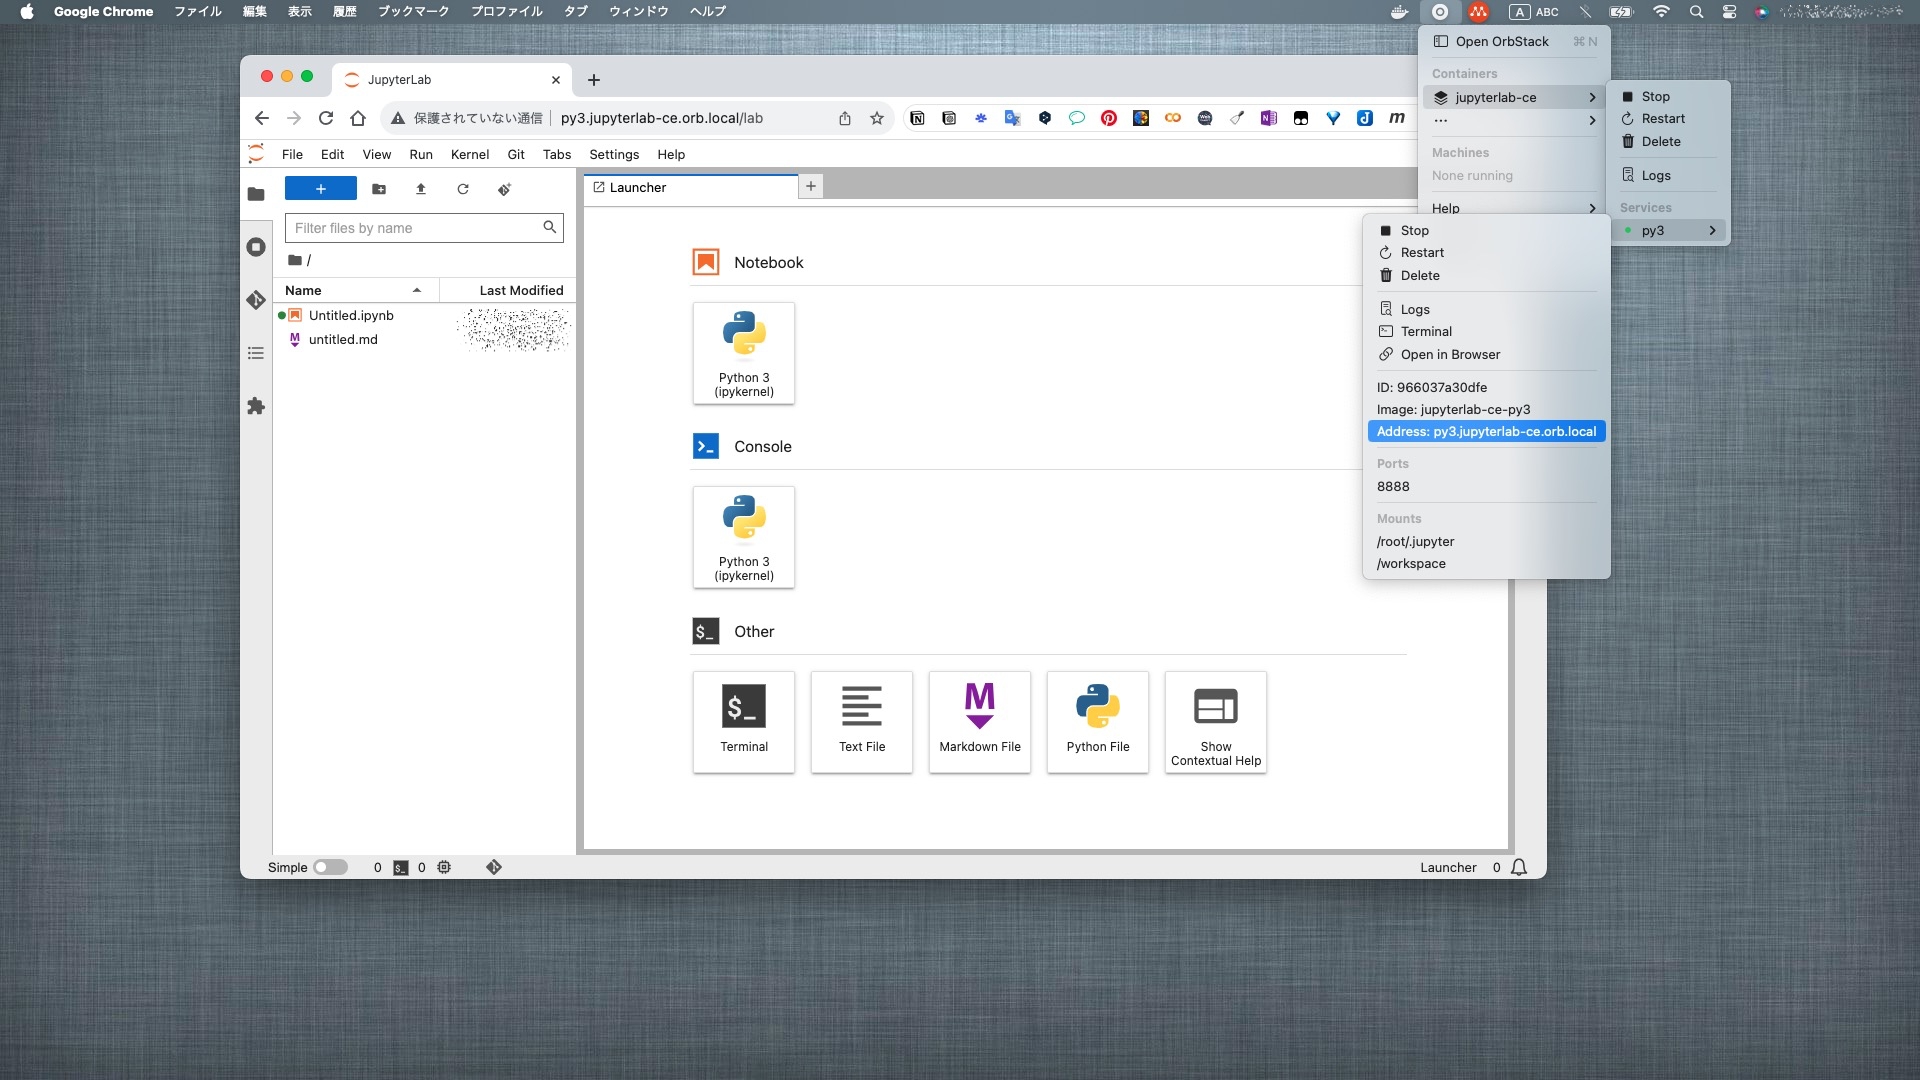 Google Chrome ファイル 編集 表示 履歴 ブックマーク プロファイル タブ ウィンドウ ヘルプ A ABC
JupyterLab
保護されていない通信 py3.jupyterlab-ce.orb.local/lab
File Edit View Run Kernel Git Tabs Settings Help
Filter files by name
/
Name Last Modified
Untitled.ipynb
untitled.md
Launcher
Notebook
Python 3
(ipykernel)
Console
Python 3
(ipykernel)
$_ Other
$_
Terminal
Text File
M
Markdown File
Python File
Show
Contextual Help
Simple 0 $_ 0
Launcher 0
Open OrbStack ⌘ N
Containers
jupyterlab-ce
...
Machines
None running
Help
Stop
Restart
Delete
Logs
Services
py3
Stop
Restart
Delete
Logs
Terminal
Open in Browser
ID: 966037a30dfe
Image: jupyterlab-ce-py3
Address: py3.jupyterlab-ce.orb.local
Ports
8888
Mounts
/root/.jupyter
/workspace